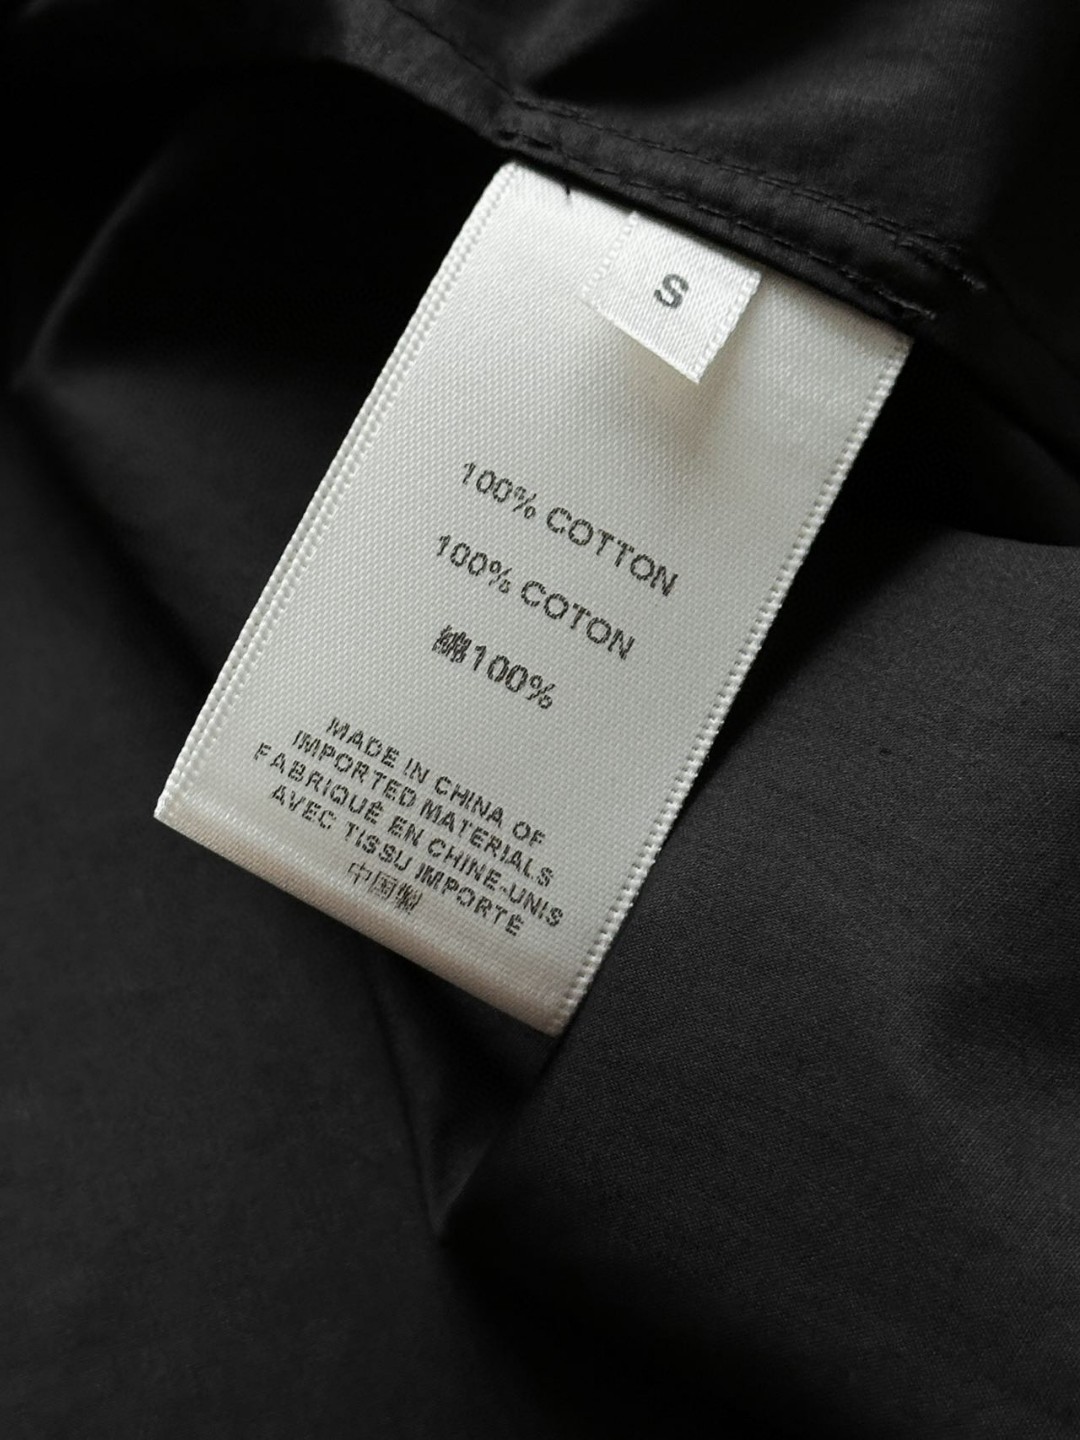 S
100% COTTON
100% COTON
綿100%
MADE IN CHINA OF
IMPORTED MATERIALS
FABRIQUÉ EN CHINE-UNIS
AVEC TISSU IMPORTÉ
中国製